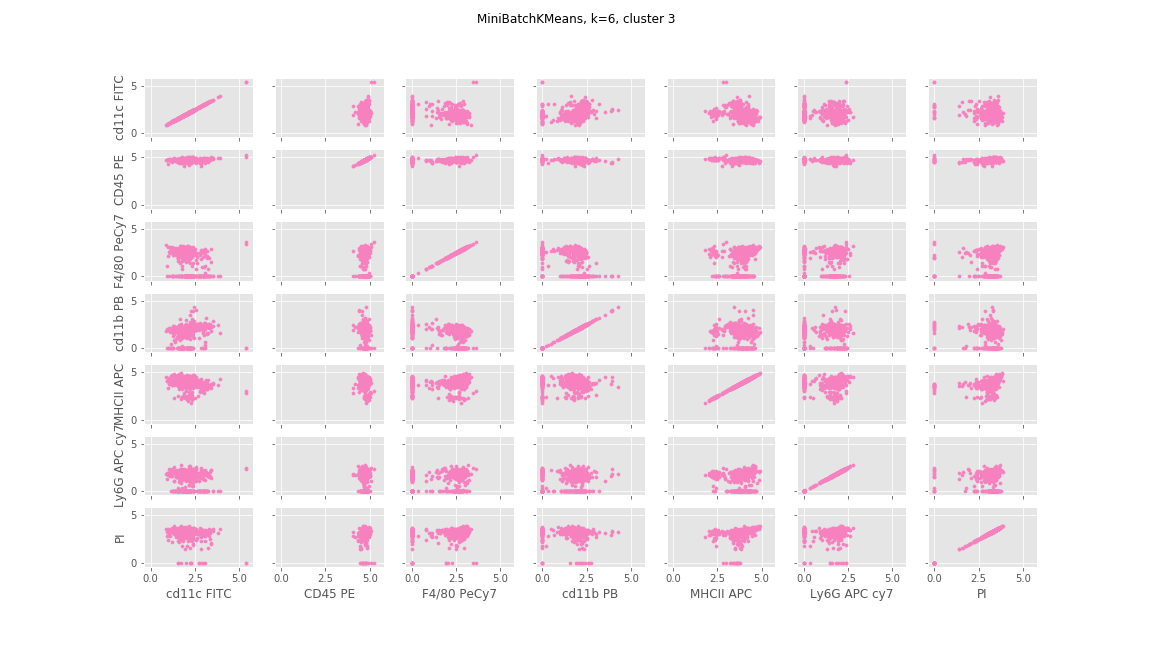 MiniBatchKMeans, k=6, cluster 3
cd11c FITC
5
0
CD45 PE
5
0
F4/80 PeCy7
5
0
cd11b PB
5
0
MHCII APC
5
0
Ly6G APC cy7
5
0
PI
5
0
0.0 2.5 5.0 0.0 2.5 5.0 0.0 2.5 5.0 0.0 2.5 5.0 0.0 2.5 5.0 0.0 2.5 5.0 0.0 2.5 5.0
cd11c FITC CD45 PE F4/80 PeCy7 cd11b PB MHCII APC Ly6G APC cy7 PI